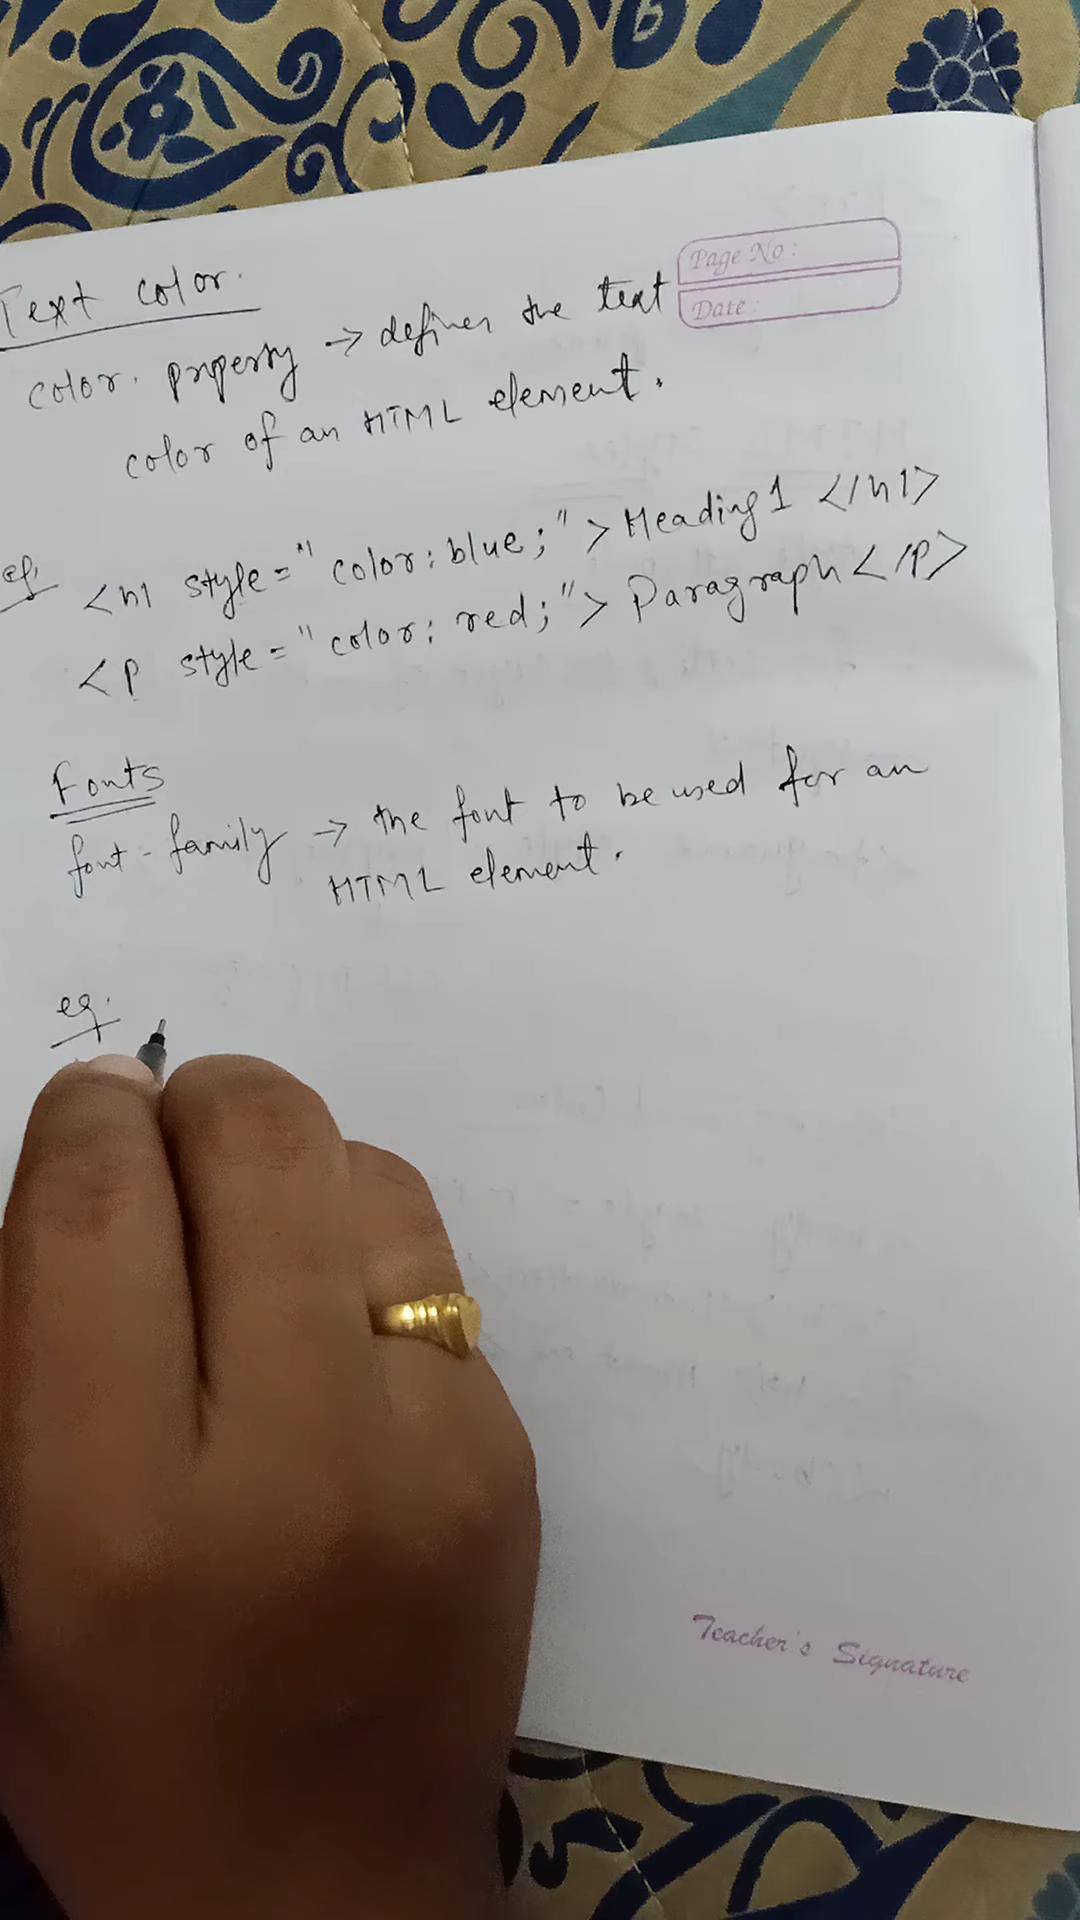 Page No :
Date :
Text color.
color. property → defines the text
color of an HTML element.
eg. <h1 style = "color: blue;" > Heading 1 </h1>
<p style = "color: red;" > Paragraph </p>
Fonts
font-family → the font to be used for an
HTML element.
eg.
Teacher's Signature